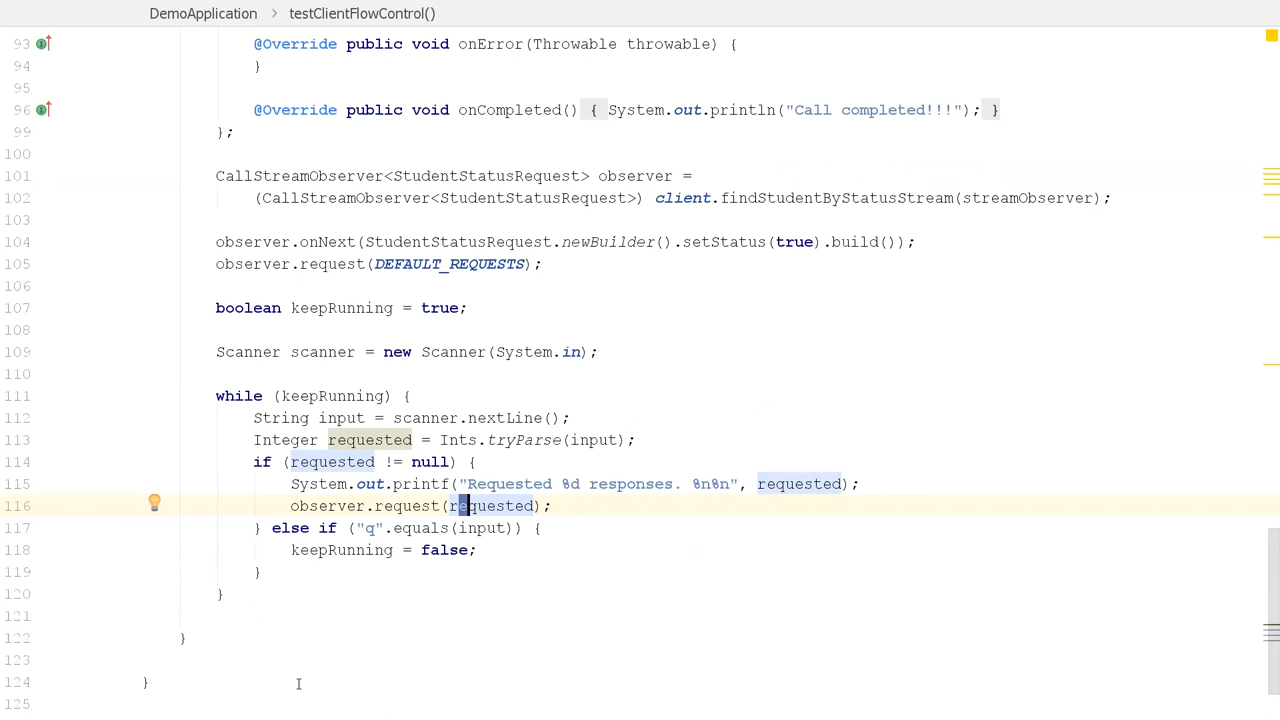 DemoApplication > testClientFlowControl()
93 @Override public void onError(Throwable throwable) {
94 }
95
96 @Override public void onCompleted() { System.out.println("Call completed!!!"); }
99 };
100
101 CallStreamObserver<StudentStatusRequest> observer =
102 (CallStreamObserver<StudentStatusRequest>) client.findStudentByStatusStream(streamObserver);
103
104 observer.onNext(StudentStatusRequest.newBuilder().setStatus(true).build());
105 observer.request(DEFAULT_REQUESTS);
106
107 boolean keepRunning = true;
108
109 Scanner scanner = new Scanner(System.in);
110
111 while (keepRunning) {
112 String input = scanner.nextLine();
113 Integer requested = Ints.tryParse(input);
114 if (requested != null) {
115 System.out.printf("Requested %d responses. %n%n", requested);
116 observer.request(requested);
117 } else if ("q".equals(input)) {
118 keepRunning = false;
119 }
120 }
121
122 }
123
124 }
125